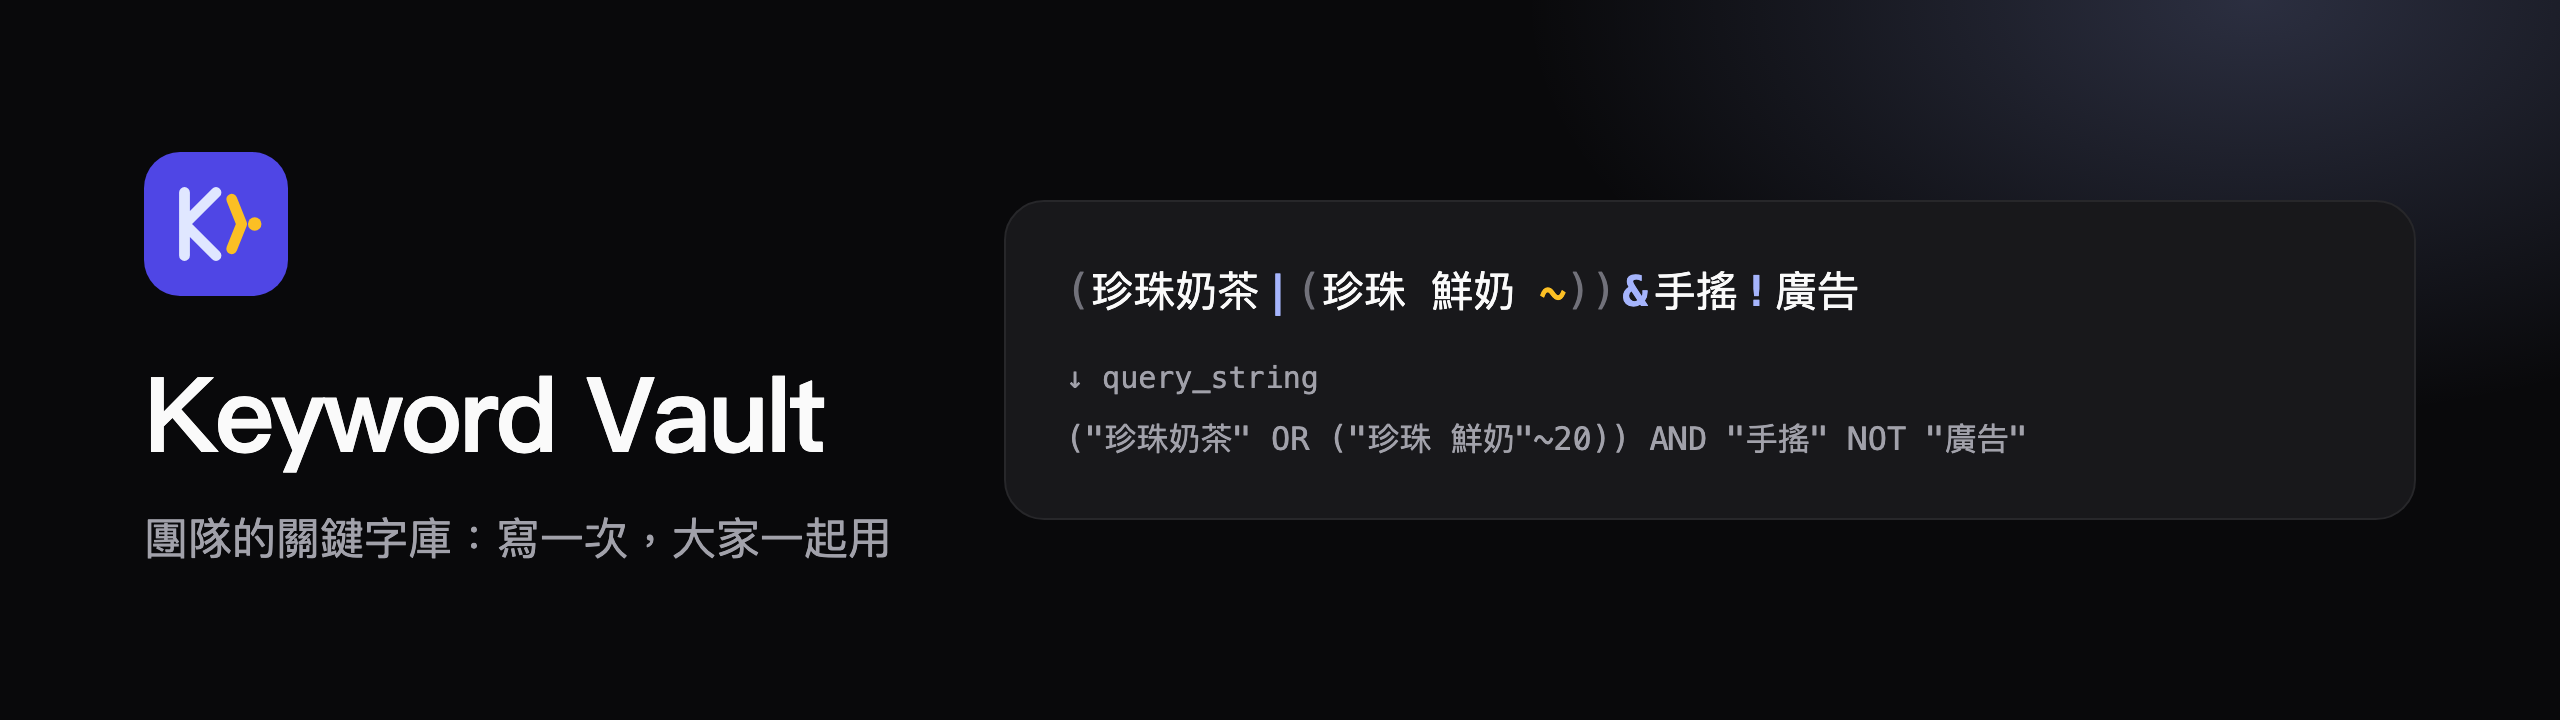 K
Keyword Vault
團隊的關鍵字庫：寫一次，大家一起用
(珍珠奶茶|(珍珠 鮮奶 ~))&手搖!廣告
↓ query_string
("珍珠奶茶" OR ("珍珠 鮮奶"~20)) AND "手搖" NOT "廣告"